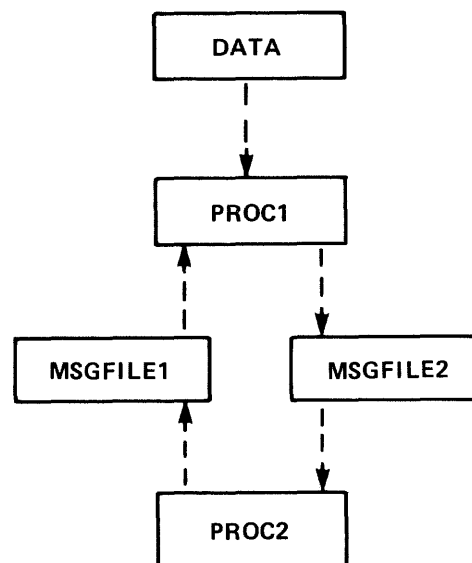 DATA
PROC1
MSGFILE1
MSGFILE2
PROC2